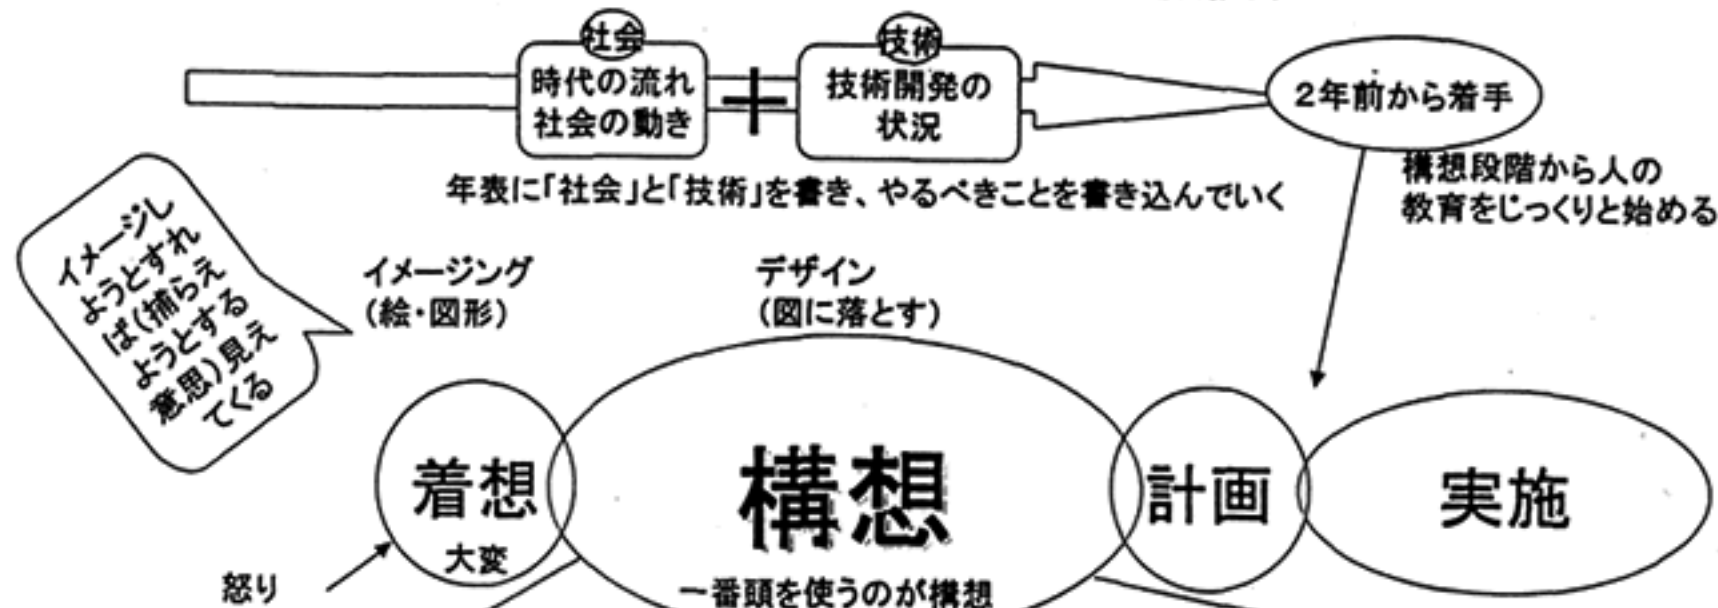 社会
時代の流れ
社会の動き
+
技術
技術開発の
状況
2年前から着手
年表に「社会」と「技術」を書き、やるべきことを書き込んでいく
構想段階から人の
教育をじっくりと始める
イメージし
ようとすれ
ば(捕らえ
ようとする
意思)見え
てくる
イメージング
(絵・図形)
デザイン
(図に落とす)
着想
大変
構想
一番頭を使うのが構想
計画
実施
怒り